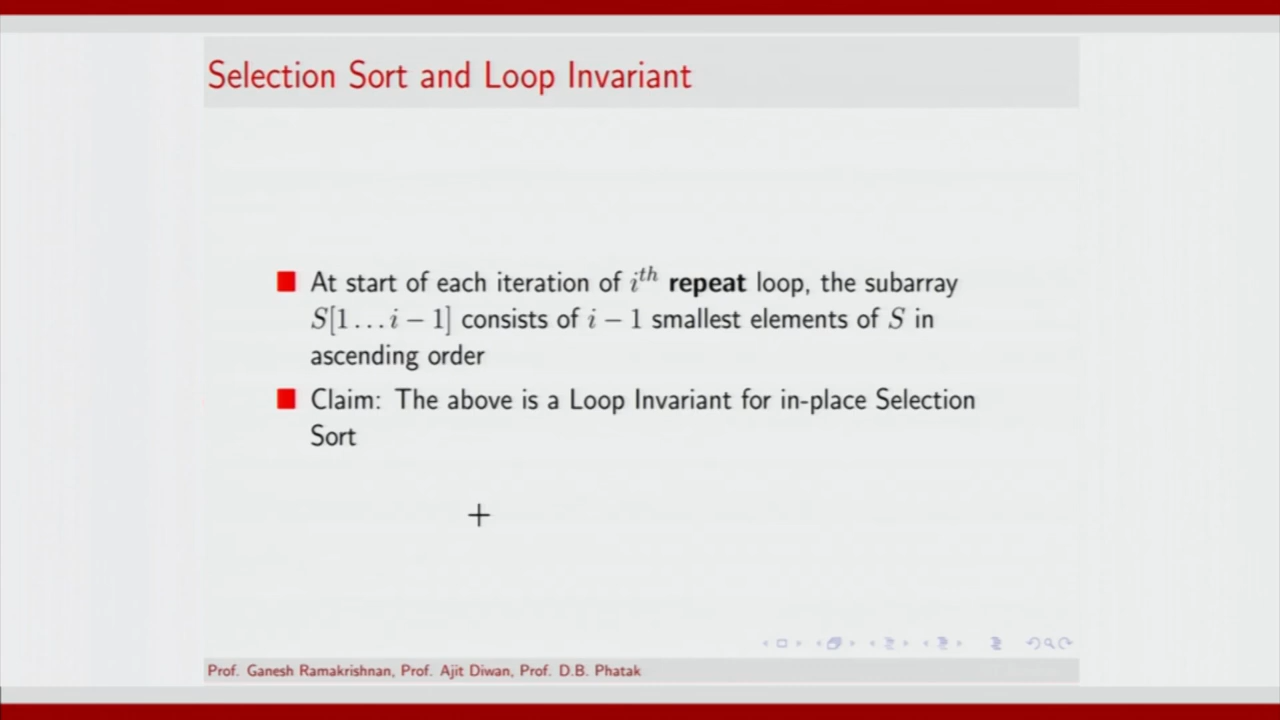 Selection Sort and Loop Invariant
At start of each iteration of i^th repeat loop, the subarray
S[1...i − 1] consists of i − 1 smallest elements of S in
ascending order
Claim: The above is a Loop Invariant for in-place Selection
Sort
Prof. Ganesh Ramakrishnan, Prof. Ajit Diwan, Prof. D.B. Phatak